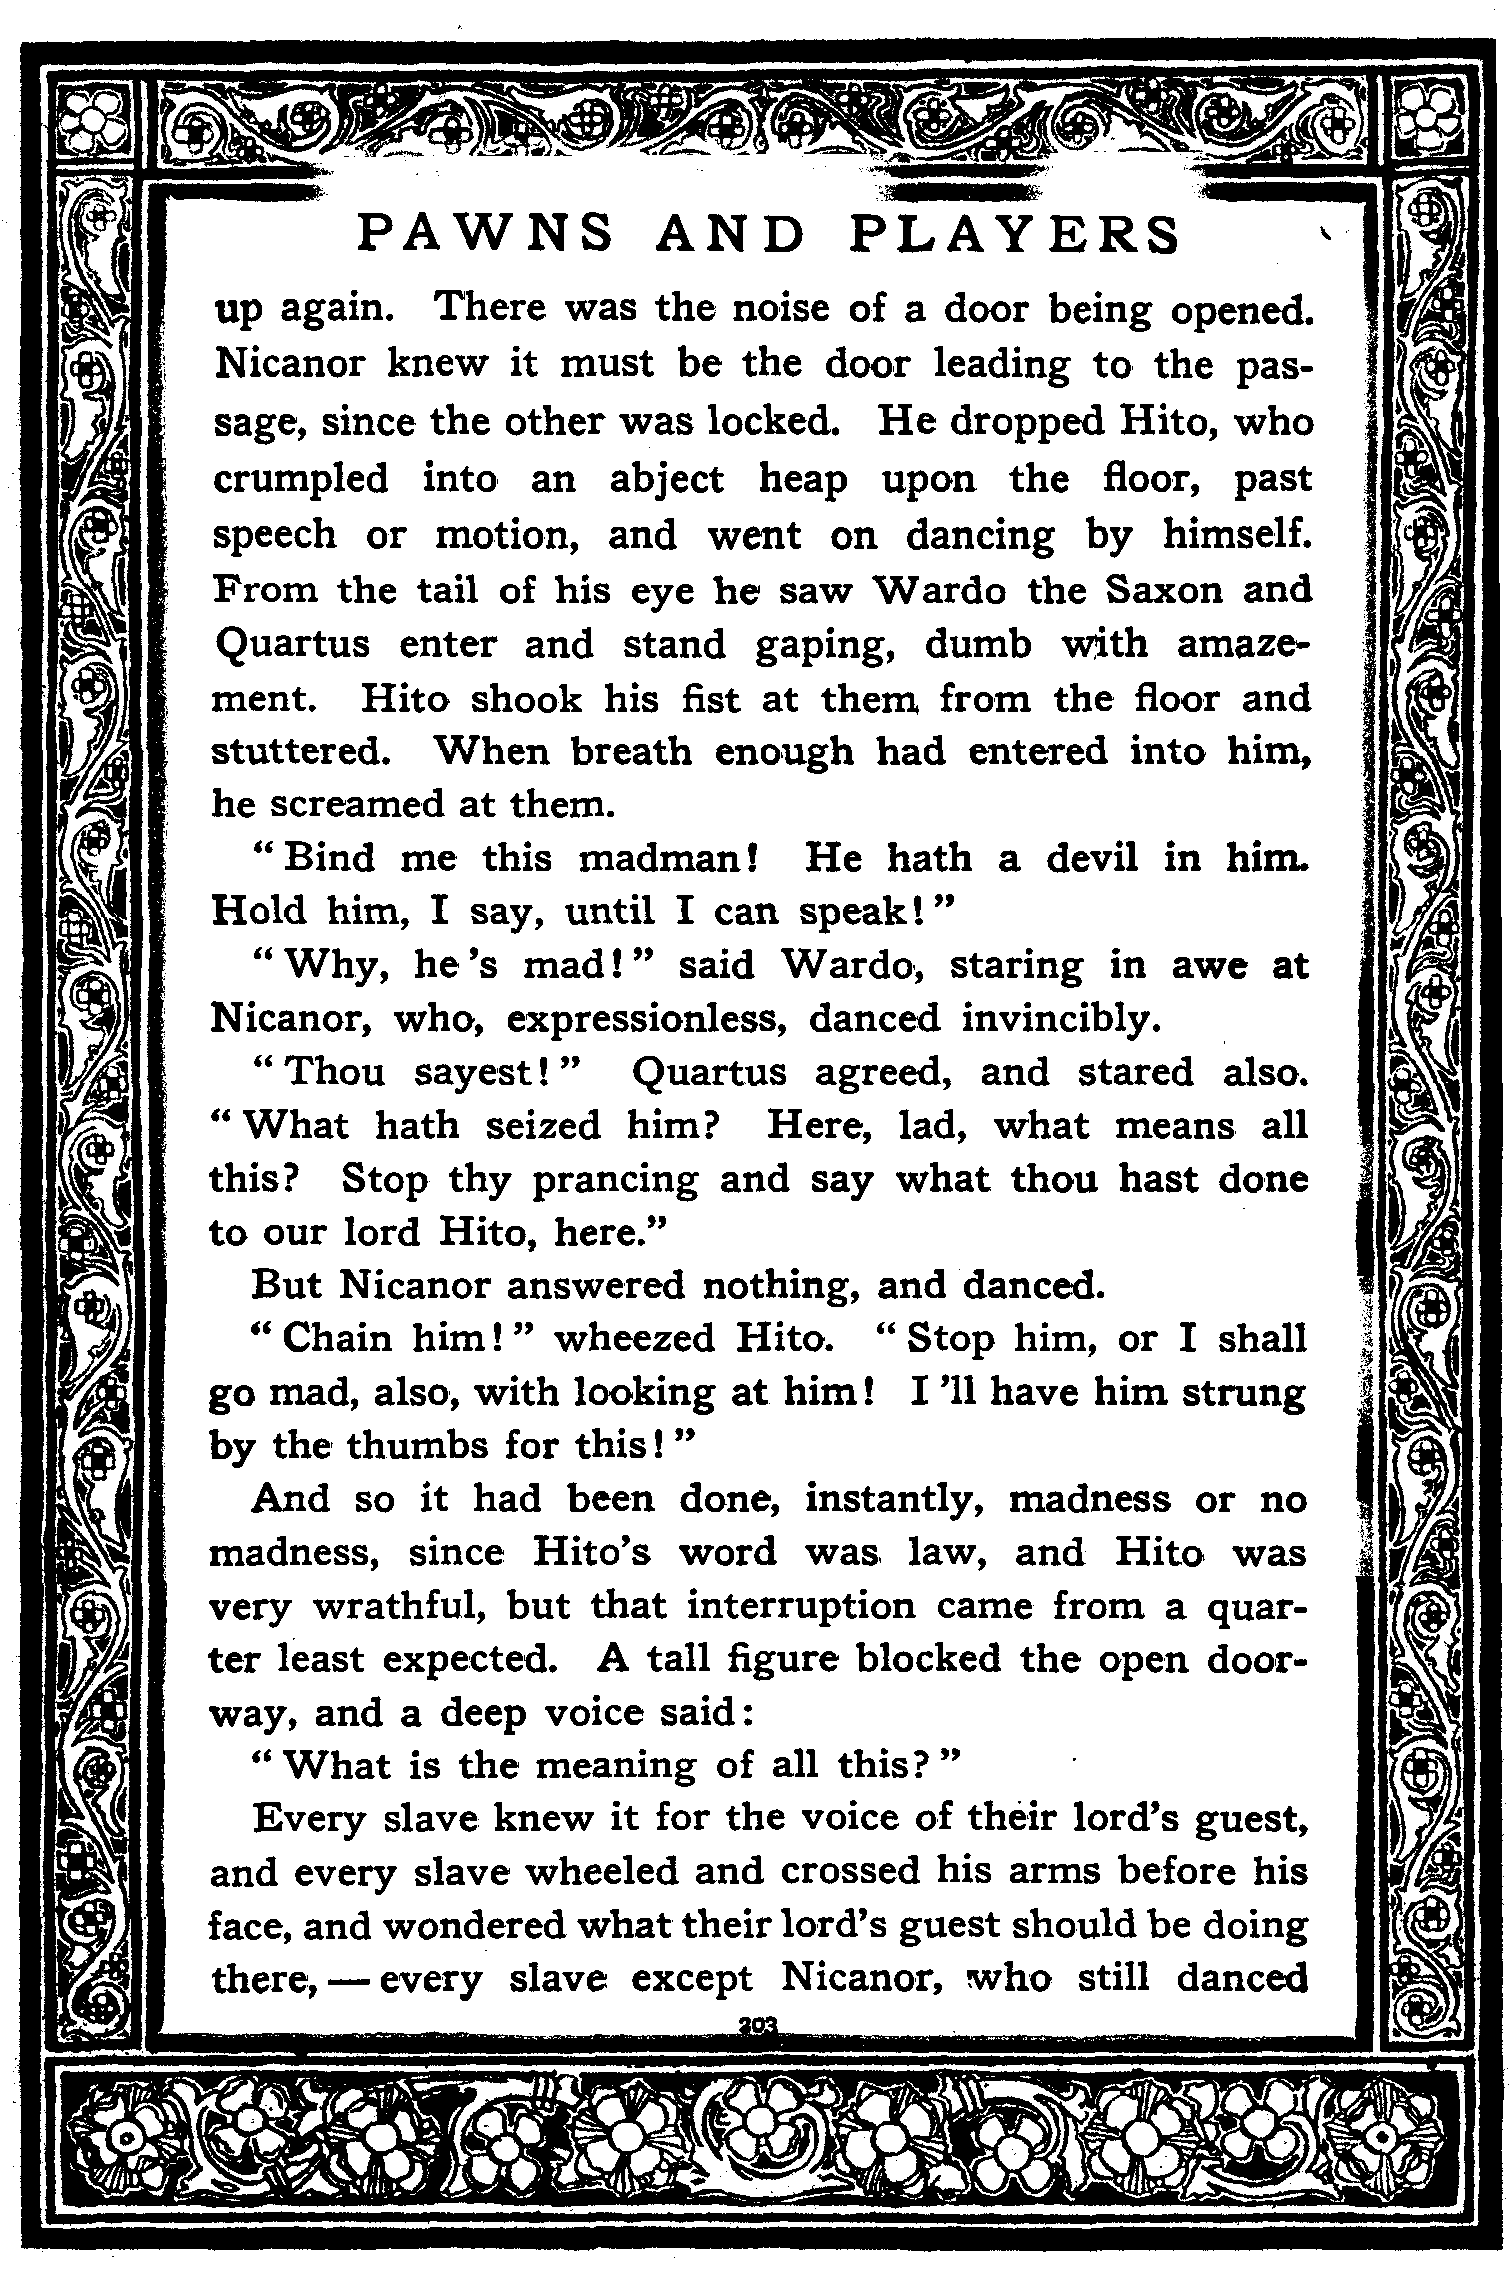 PAWNS AND PLAYERS
up again. There was the noise of a door being opened.
Nicanor knew it must be the door leading to the pas-
sage, since the other was locked. He dropped Hito, who
crumpled into an abject heap upon the floor, past
speech or motion, and went on dancing by himself.
From the tail of his eye he saw Wardo the Saxon and
Quartus enter and stand gaping, dumb with amaze-
ment. Hito shook his fist at them from the floor and
stuttered. When breath enough had entered into him,
he screamed at them.
“Bind me this madman! He hath a devil in him.
Hold him, I say, until I can speak!”
“Why, he’s mad!” said Wardo, staring in awe at
Nicanor, who, expressionless, danced invincibly.
“Thou sayest!” Quartus agreed, and stared also.
“What hath seized him? Here, lad, what means all
this? Stop thy prancing and say what thou hast done
to our lord Hito, here.”
But Nicanor answered nothing, and danced.
“Chain him!” wheezed Hito. “Stop him, or I shall
go mad, also, with looking at him! I’ll have him strung
by the thumbs for this!”
And so it had been done, instantly, madness or no
madness, since Hito’s word was law, and Hito was
very wrathful, but that interruption came from a quar-
ter least expected. A tall figure blocked the open door-
way, and a deep voice said:
“What is the meaning of all this?”
Every slave knew it for the voice of their lord’s guest,
and every slave wheeled and crossed his arms before his
face, and wondered what their lord’s guest should be doing
there,—every slave except Nicanor, who still danced
203